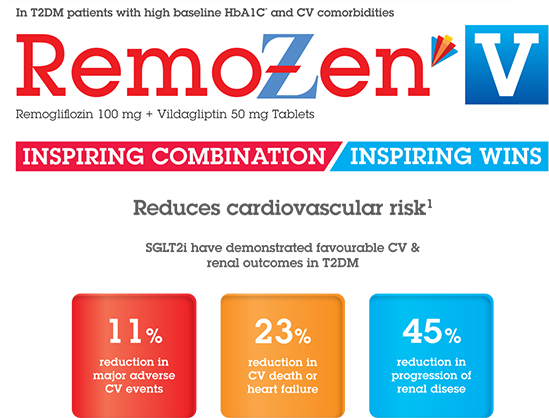 In T2DM patients with high baseline HbA1C* and CV comorbidities
RemoZen V
Remogliflozin 100 mg + Vildagliptin 50 mg Tablets
INSPIRING COMBINATION INSPIRING WINS
Reduces cardiovascular risk¹
SGLT2i have demonstrated favourable CV &
renal outcomes in T2DM
11% 23% 45%
reduction in
major adverse
CV events
reduction in
CV death or
heart failure
reduction in
progression of
renal disese